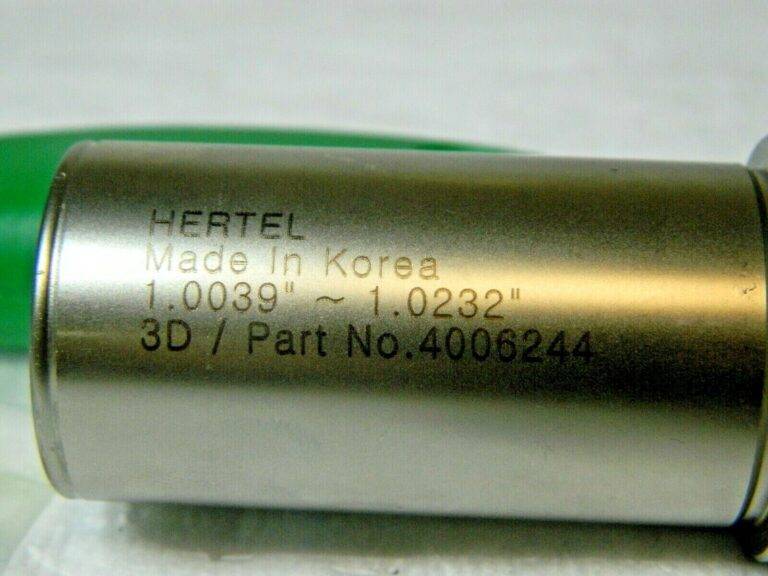 HERTEL
Made In Korea
1.0039" ~ 1.0232"
3D / Part No.4006244